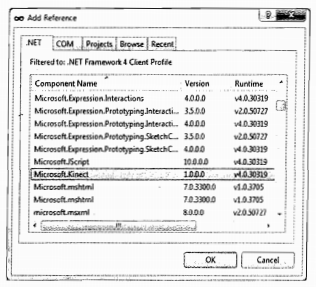 Add Reference
.NET COM Projects Browse Recent
Filtered to: .NET Framework 4 Client Profile
Component Name Version Runtime
Microsoft.Expression.Interactions 4.0.0.0 v4.0.30319
Microsoft.Expression.Prototyping.Interacti... 3.5.0.0 v2.0.50727
Microsoft.Expression.Prototyping.Interacti... 4.0.0.0 v4.0.30319
Microsoft.Expression.Prototyping.SketchC... 3.5.0.0 v2.0.50727
Microsoft.Expression.Prototyping.SketchC... 4.0.0.0 v4.0.30319
Microsoft.JScript 10.0.0.0 v4.0.30319
Microsoft.Kinect 1.0.0.0 v4.0.30319
Microsoft.mshtml 7.0.3300.0 v1.0.3705
Microsoft.mshtml 7.0.3300.0 v1.0.3705
microsoft.msxml 8.0.0.0 v2.0.50727
OK Cancel